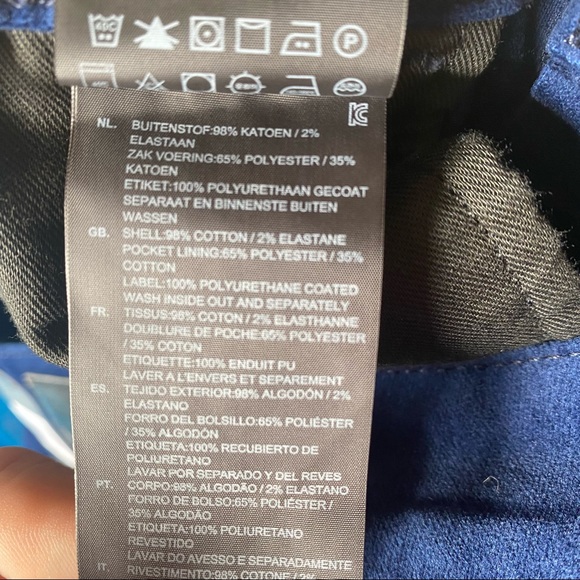 40C P
NL. BUITENSTOF:98% KATOEN / 2%
ELASTAAN
ZAK VOERING:65% POLYESTER / 35%
KATOEN
ETIKET:100% POLYURETHAAN GECOAT
SEPARAAT EN BINNENSTE BUITEN
WASSEN
GB. SHELL:98% COTTON / 2% ELASTANE
POCKET LINING:65% POLYESTER / 35%
COTTON
LABEL:100% POLYURETHANE COATED
WASH INSIDE OUT AND SEPARATELY
FR: TISSUS:98% COTON / 2% ELASTHANNE
DOUBLURE DE POCHE:65% POLYESTER
/ 35% COTON
ETIQUETTE:100% ENDUIT PU
LAVER A L'ENVERS ET SEPAREMENT
ES: TEJIDO EXTERIOR:98% ALGODÓN / 2%
ELASTANO
FORRO DEL BOLSILLO:65% POLIÉSTER
/ 35% ALGODÓN
ETIQUETA:100% RECUBIERTO DE
POLIURETANO
LAVAR POR SEPARADO Y DEL REVES
PT: CORPO:98% ALGODÃO / 2% ELASTANO
FORRO DE BOLSO:65% POLIÉSTER /
35% ALGODÃO
ETIQUETA:100% POLIURETANO
REVESTIDO
LAVAR DO AVESSO E SEPARADAMENTE
IT: RIVESTIMENTO:98% COTONE / 2%